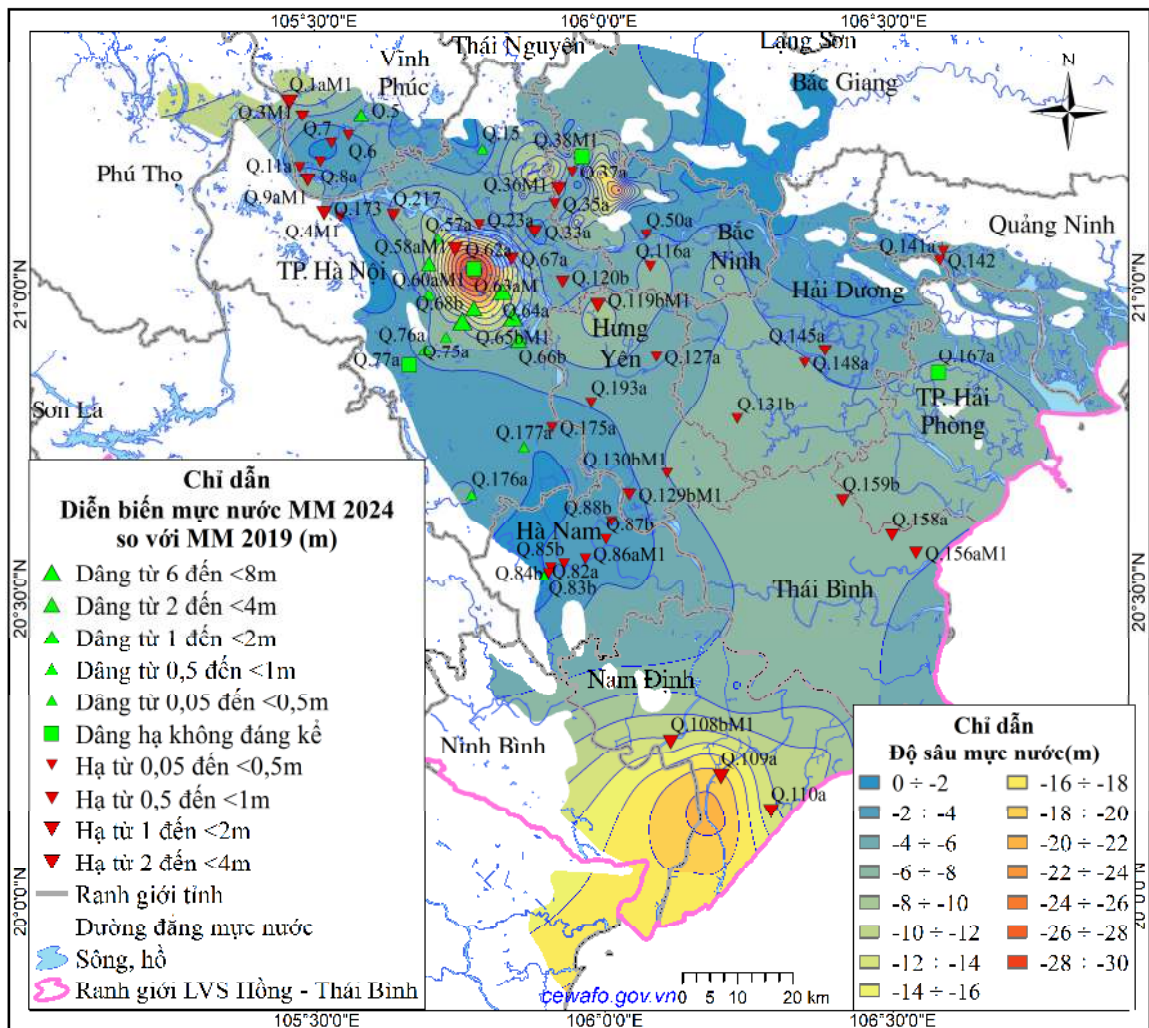 105°30'0"E
106°0'0"E
106°30'0"E
Thái Nguyên
Lạng Sơn
Vĩnh
Phúc
Bắc Giang
N
Q.1aM1
Q.3M1
Q.5
Q.7
Q.6
Q.15
Q.38M1
Phú Thọ
Q.11a
Q.8a
Q.37a
Q.36M1
Q.9aM1
Q.173
Q.217
Q.35a
Quảng Ninh
Q.4M1
Q.57a
Q.23a
Q.33a
Q.50a
Bắc
Ninh
Q.141a
Q.58aM1
Q.62a
Q.67a
Q.116a
Q.142
TP. Hà Nội
Q.60aM1
Q.63aM
Q.120b
Hải Dương
21°0'0"N
21°0'0"N
Q.68b
Q.64a
Q.119bM1
Q.76a
Q.65bM1
Hưng
Yên
Q.145a
Q.77a
Q.75a
Q.66b
Q.127a
Q.148a
Q.167a
Sơn La
Q.193a
TP. Hải
Phòng
Q.131b
Q.177a
Q.175a
Q.130bM1
Q.176a
Q.129bM1
Q.159b
Q.88b
Hà Nam
Q.87b
Q.158a
Q.85b
Q.86aM1
Q.156aM1
Q.84b
Q.82a
Q.83b
Thái Bình
20°30'0"N
20°30'0"N
Nam Định
Ninh Bình
Q.108bM1
Q.109a
Q.110a
20°0'0"N
20°0'0"N
Chỉ dẫn
Diễn biến mực nước MM 2024
so với MM 2019 (m)
Dâng từ 6 đến <8m
Dâng từ 2 đến <4m
Dâng từ 1 đến <2m
Dâng từ 0,5 đến <1m
Dâng từ 0,05 đến <0,5m
Dâng hạ không đáng kể
Hạ từ 0,05 đến <0,5m
Hạ từ 0,5 đến <1m
Hạ từ 1 đến <2m
Hạ từ 2 đến <4m
Ranh giới tỉnh
Đường đẳng mực nước
Sông, hồ
Ranh giới LVS Hồng - Thái Bình
Chỉ dẫn
Độ sâu mực nước(m)
0 ÷ -2
-2 ÷ -4
-4 ÷ -6
-6 ÷ -8
-8 ÷ -10
-10 ÷ -12
-12 ÷ -14
-14 ÷ -16
-16 ÷ -18
-18 ÷ -20
-20 ÷ -22
-22 ÷ -24
-24 ÷ -26
-26 ÷ -28
-28 ÷ -30
cewafo.gov.vn
0 5 10 20 km
105°30'0"E
106°0'0"E
106°30'0"E